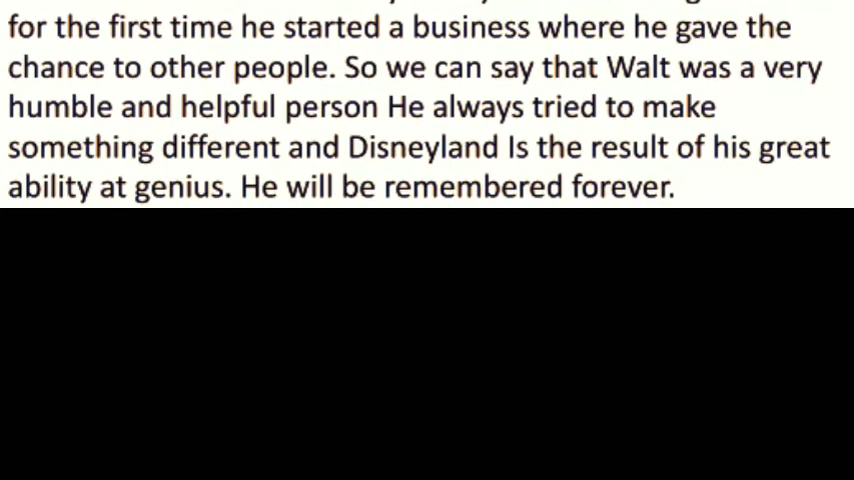 for the first time he started a business where he gave the
chance to other people. So we can say that Walt was a very
humble and helpful person He always tried to make
something different and Disneyland Is the result of his great
ability at genius. He will be remembered forever.